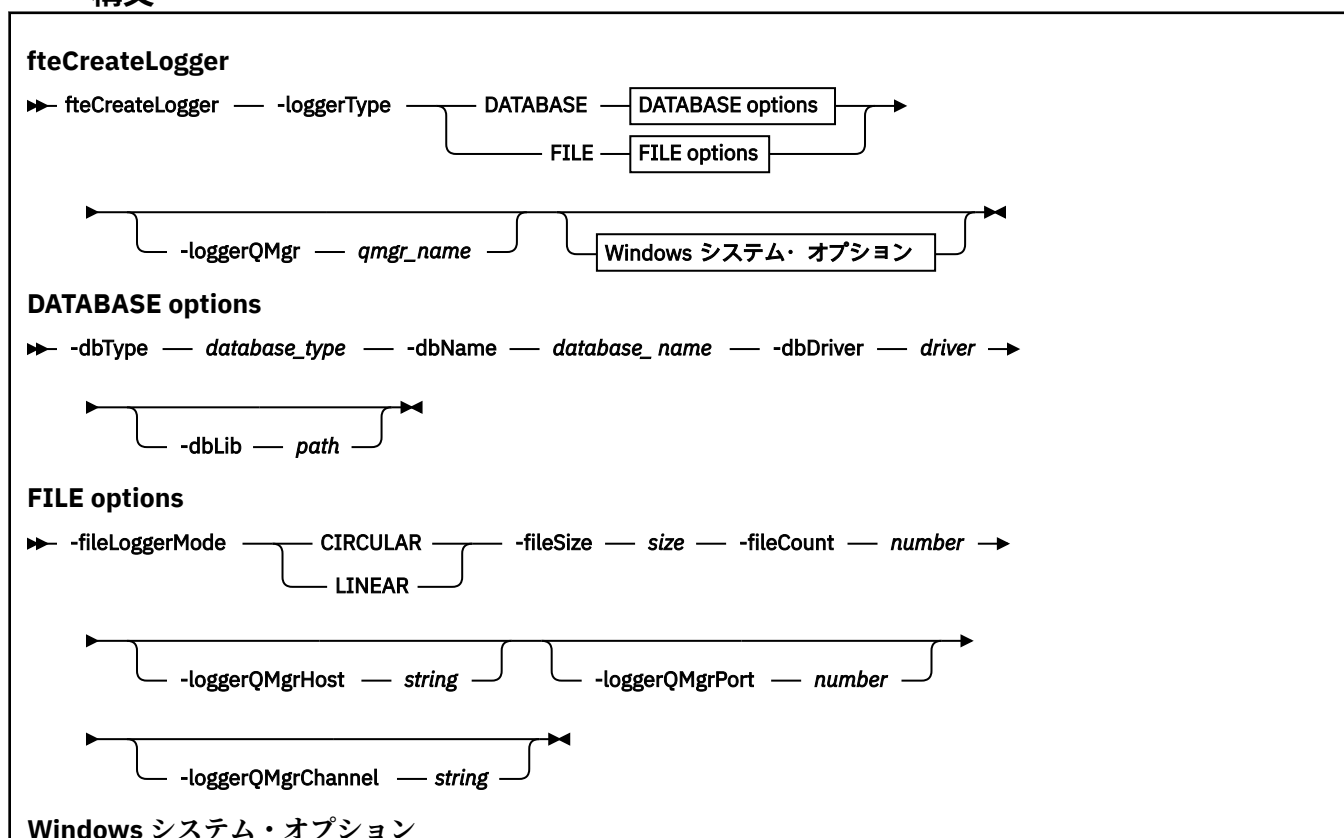 構文
fteCreateLogger
fteCreateLogger -loggerType DATABASE DATABASE options
FILE FILE options
-loggerQMgr qmgr_name Windows システム・オプション
DATABASE options
-dbType database_type -dbName database_ name -dbDriver driver
-dbLib path
FILE options
-fileLoggerMode CIRCULAR -fileSize size -fileCount number
LINEAR
-loggerQMgrHost string -loggerQMgrPort number
-loggerQMgrChannel string
Windows システム・オプション